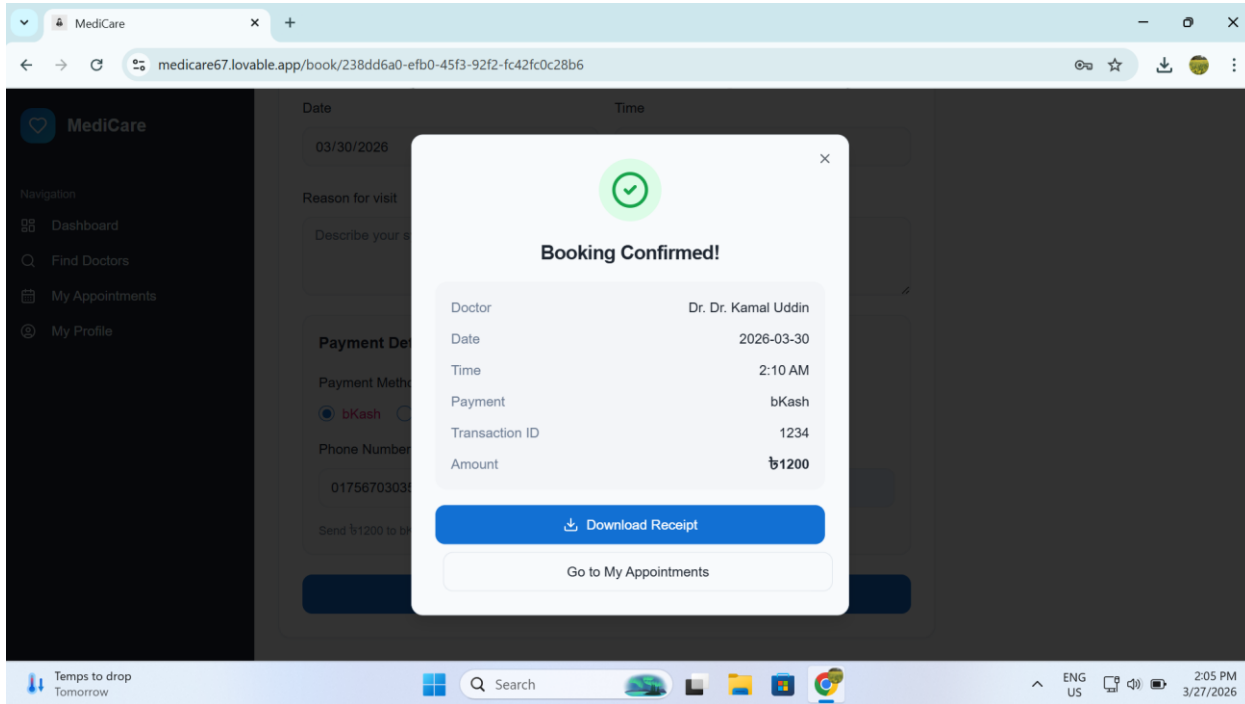 MediCare
medicare67.lovable.app/book/238dd6a0-efb0-45f3-92f2-fc42fc0c28b6
MediCare
Navigation
Dashboard
Find Doctors
My Appointments
My Profile
Date
Time
03/30/2026
Reason for visit
Describe your s
Payment Det
Payment Metho
bKash
Phone Number
01756703035
Send ৳1200 to bK
Booking Confirmed!
Doctor Dr. Dr. Kamal Uddin
Date 2026-03-30
Time 2:10 AM
Payment bKash
Transaction ID 1234
Amount ৳1200
Download Receipt
Go to My Appointments
Temps to drop
Tomorrow
Search
ENG
US
2:05 PM
3/27/2026